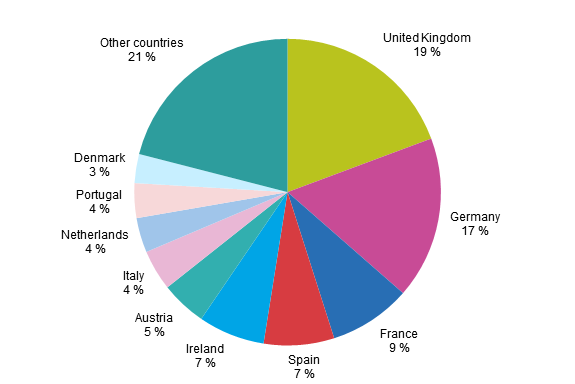 United Kingdom
19 %
Germany
17 %
France
9 %
Spain
7 %
Ireland
7 %
Austria
5 %
Italy
4 %
Netherlands
4 %
Portugal
4 %
Denmark
3 %
Other countries
21 %